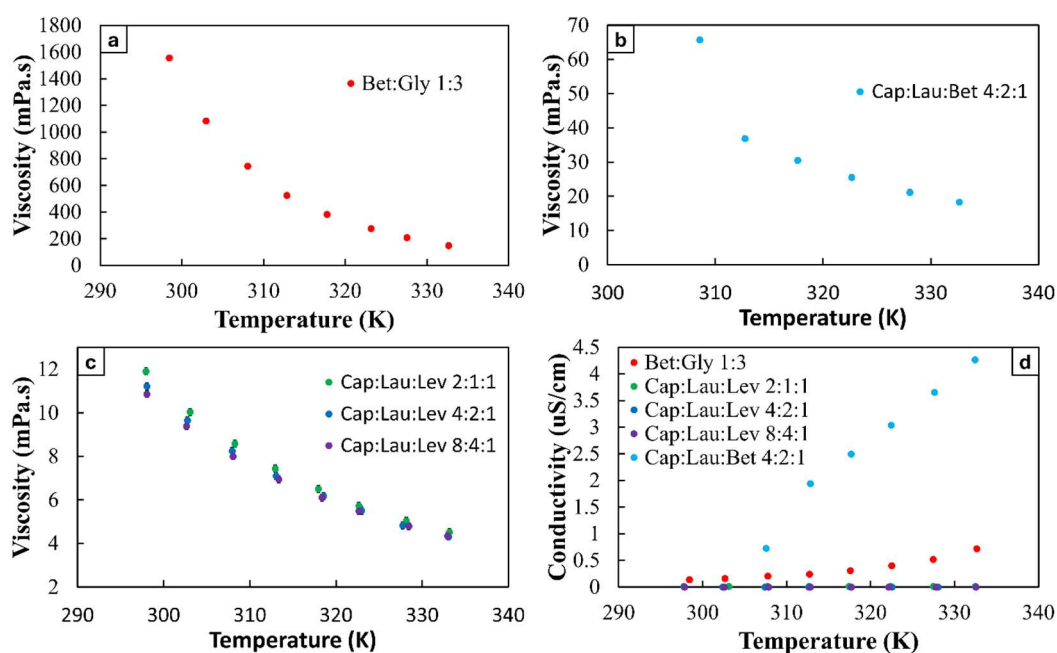 a
1800
1600
1400
1200
1000
800
600
400
200
0
Viscosity (mPa.s)
Bet:Gly 1:3
290 300 310 320 330 340
Temperature (K)
b
70
60
50
40
30
20
10
0
Viscosity (mPa.s)
Cap:Lau:Bet 4:2:1
300 310 320 330 340
Temperature (K)
c
12
10
8
6
4
2
Viscosity (mPa.s)
Cap:Lau:Lev 2:1:1
Cap:Lau:Lev 4:2:1
Cap:Lau:Lev 8:4:1
290 300 310 320 330 340
Temperature (K)
d
4.5
4
3.5
3
2.5
2
1.5
1
0.5
0
Conductivity (uS/cm)
Bet:Gly 1:3
Cap:Lau:Lev 2:1:1
Cap:Lau:Lev 4:2:1
Cap:Lau:Lev 8:4:1
Cap:Lau:Bet 4:2:1
290 300 310 320 330 340
Temperature (K)